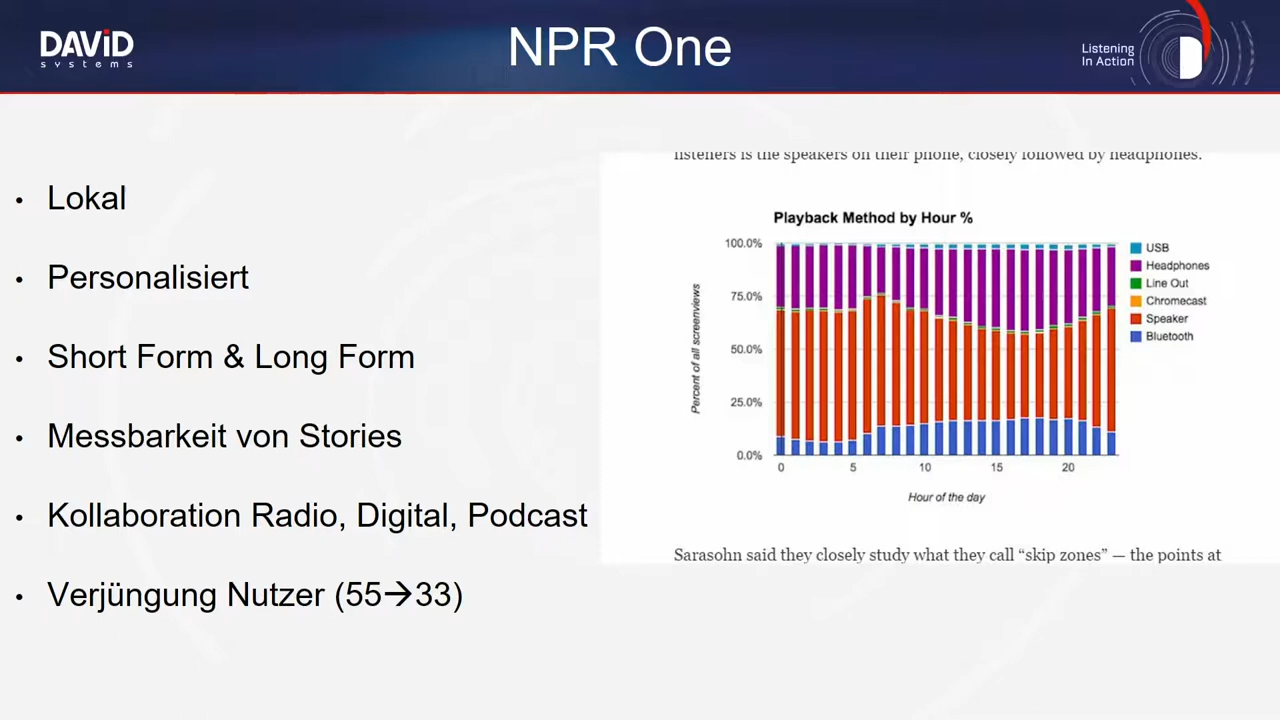 DAViD
systems
NPR One
Listening
In Action
• Lokal
• Personalisiert
• Short Form & Long Form
• Messbarkeit von Stories
• Kollaboration Radio, Digital, Podcast
• Verjüngung Nutzer (55→33)
listeners is the speakers on their phone, closely followed by headphones.
Playback Method by Hour %
100.0%
75.0%
50.0%
25.0%
0.0%
Percent of all screenviews
0 5 10 15 20
Hour of the day
USB
Headphones
Line Out
Chromecast
Speaker
Bluetooth
Sarasohn said they closely study what they call “skip zones” — the points at